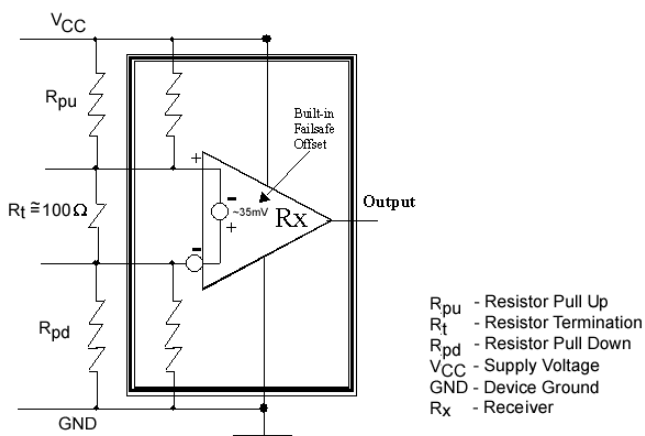 VCC
Rpu
Built-in
Failsafe
Offset
+
-
Rt ≅100Ω
~35mV
Rx
Output
+
-
Rpd
GND
Rpu - Resistor Pull Up
Rt - Resistor Termination
Rpd - Resistor Pull Down
VCC - Supply Voltage
GND - Device Ground
Rx - Receiver